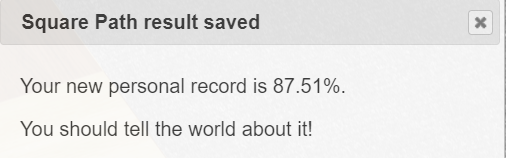 Square Path result saved
Your new personal record is 87.51%.
You should tell the world about it!